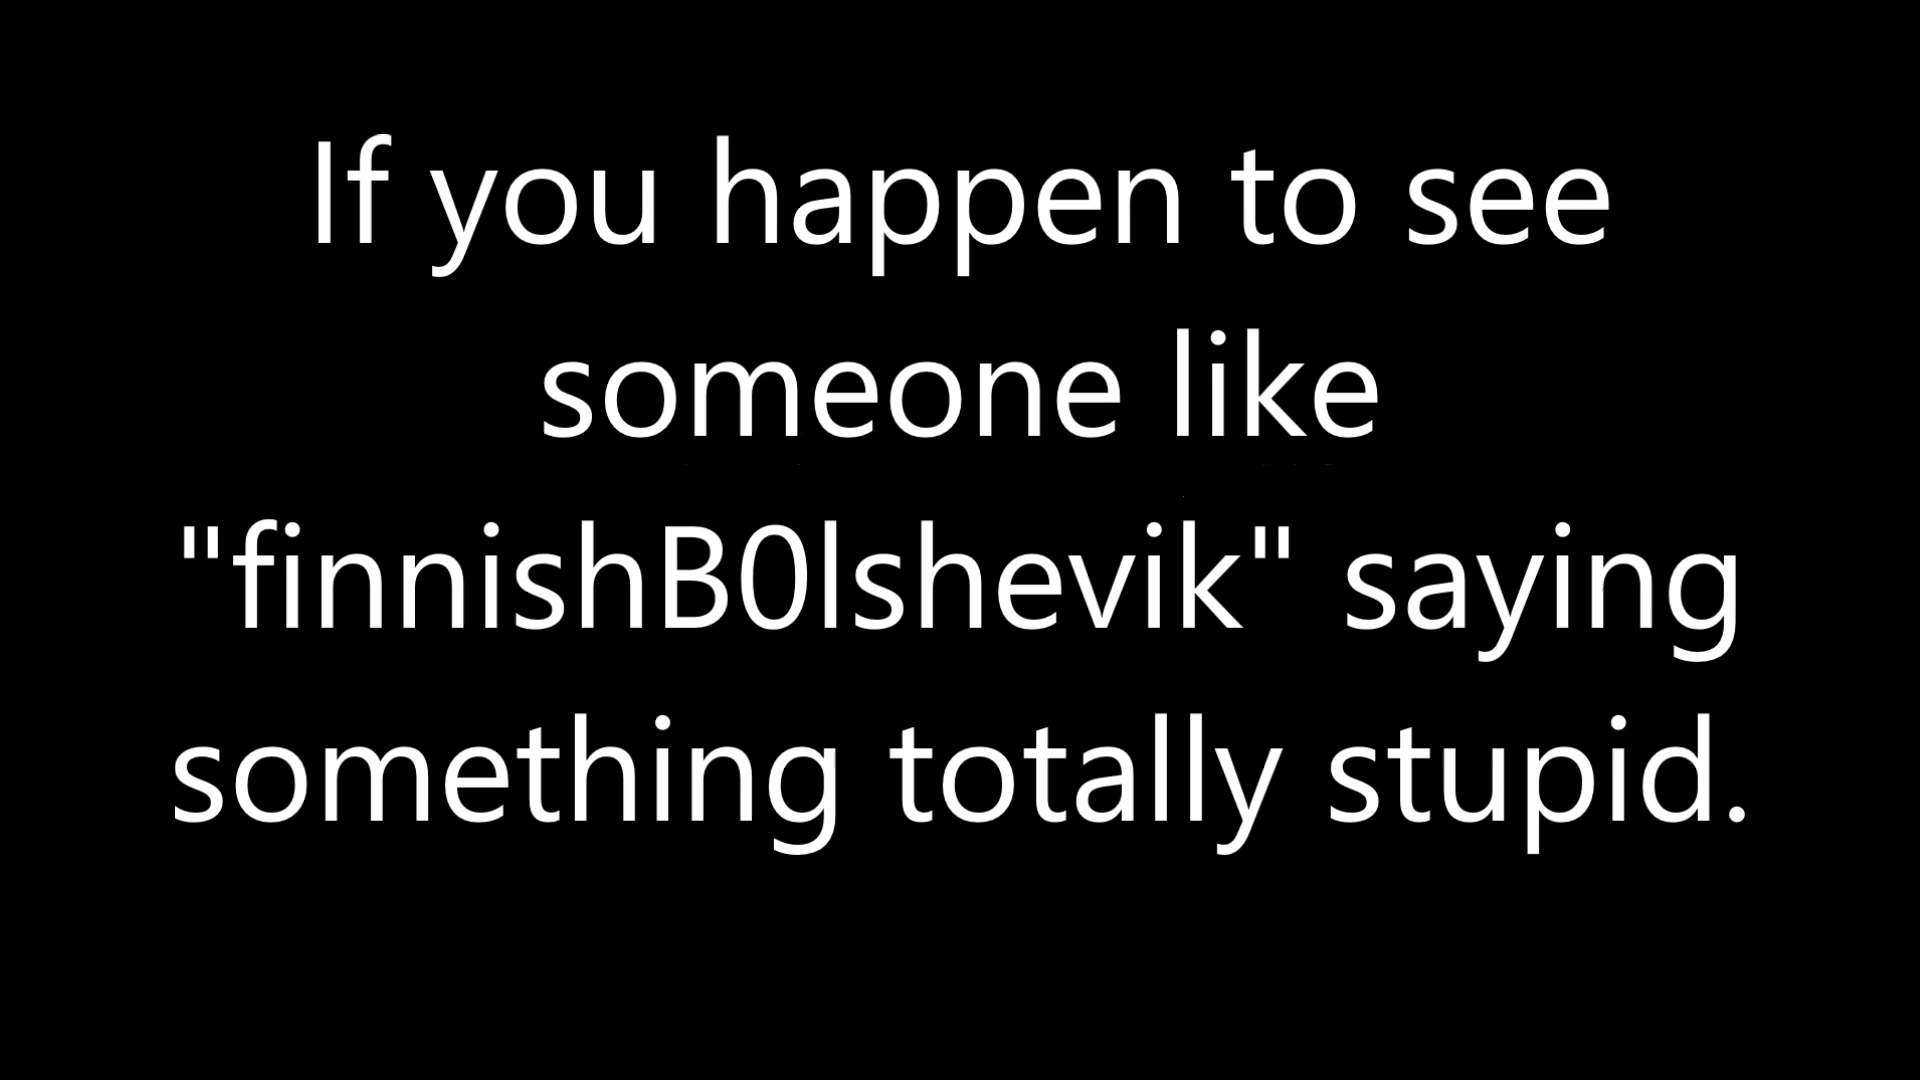 If you happen to see
someone like
"finnishB0lshevik" saying
something totally stupid.